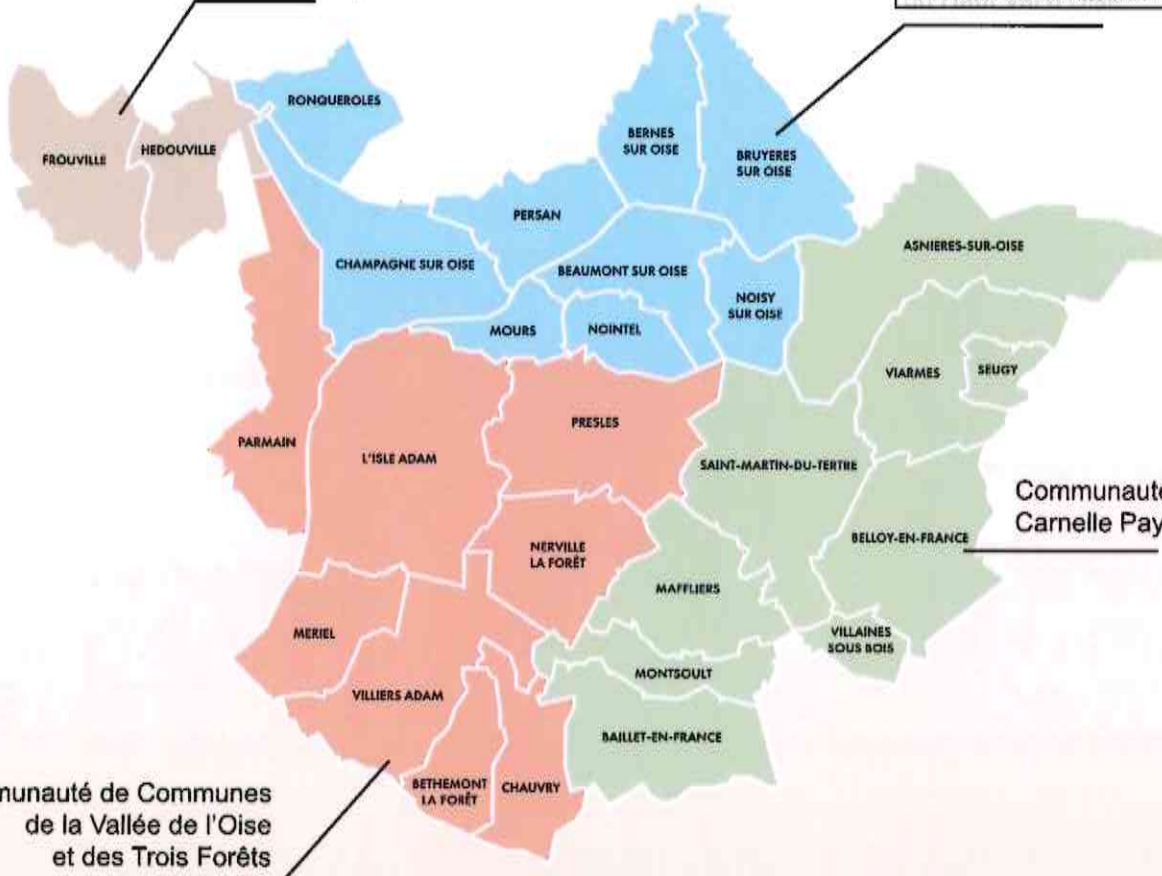 RONQUEROLES
FROUVILLE
HEDOUVILLE
BERNES
SUR OISE
BRUYERES
SUR OISE
PERSAN
ASNIERES-SUR-OISE
CHAMPAGNE SUR OISE
BEAUMONT SUR OISE
NOISY
SUR OISE
MOURS
NOINTEL
VIARMES
SEUGY
PRESLES
PARMAIN
L'ISLE ADAM
SAINT-MARTIN-DU-TERTRE
Communauté
Carnelle Pay
BELLOY-EN-FRANCE
NERVILLE
LA FORÊT
MAFFLIERS
MERIEL
VILLAINES
SOUS BOIS
MONTSOULT
VILLIERS ADAM
BAILLET-EN-FRANCE
BETHEMONT
LA FORÊT
CHAUVRY
munauté de Communes
de la Vallée de l'Oise
et des Trois Forêts